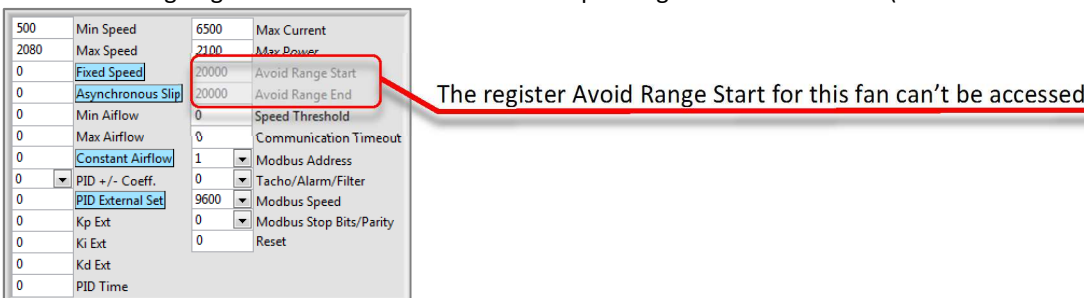 500 Min Speed 6500 Max Current
2080 Max Speed 2100 Max Power
0 Fixed Speed 20000 Avoid Range Start
0 Asynchronous Slip 20000 Avoid Range End
The register Avoid Range Start for this fan can't be accessed
0 Min Aiflow 0 Speed Threshold
0 Max Airflow 0 Communication Timeout
0 Constant Airflow 1 Modbus Address
0 PID +/- Coeff. 0 Tacho/Alarm/Filter
0 PID External Set 9600 Modbus Speed
0 Kp Ext 0 Modbus Stop Bits/Parity
0 Ki Ext 0 Reset
0 Kd Ext
0 PID Time